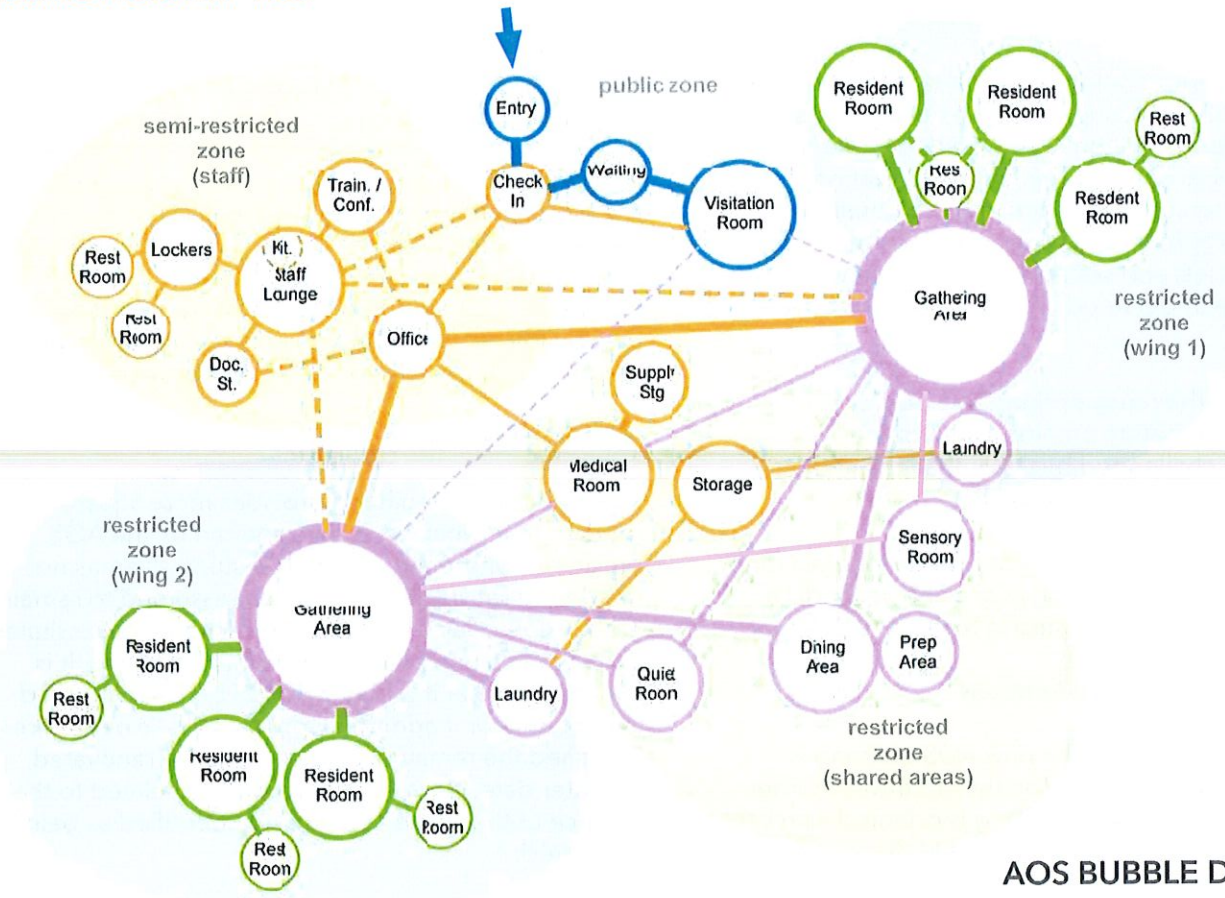 public zone
Entry
semi-restricted
zone
(staff)
Train. /
Conf.
Check
In
Waiting
Visitation
Room
Resident
Room
Resident
Room
Rest
Room
Res
Roon
Resdent
Room
Lockers
Rest
Room
Rest
Room
Kit.
Staff
Lounge
Doc.
St.
Office
Gathering
Area
restricted
zone
(wing 1)
Supply
Stg
Medical
Room
Storage
Laundry
Sensory
Room
restricted
zone
(wing 2)
Gathering
Area
Resident
Room
Rest
Room
Resident
Room
Rest
Room
Resident
Room
Rest
Room
Laundry
Quiet
Room
Dining
Area
Prep
Area
restricted
zone
(shared areas)
AOS BUBBLE D